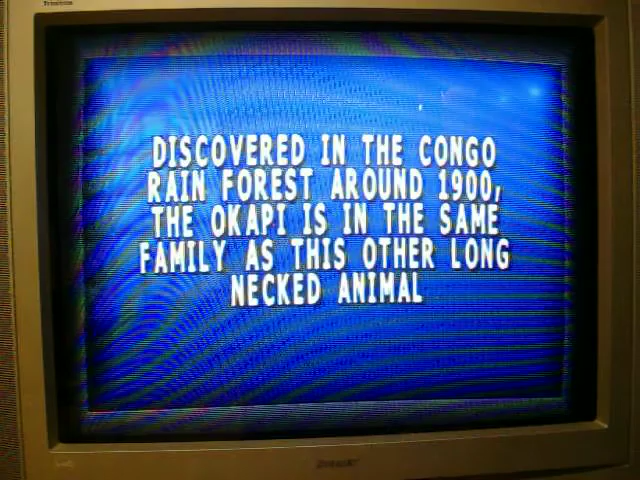 DISCOVERED IN THE CONGO
RAIN FOREST AROUND 1900,
THE OKAPI IS IN THE SAME
FAMILY AS THIS OTHER LONG
NECKED ANIMAL